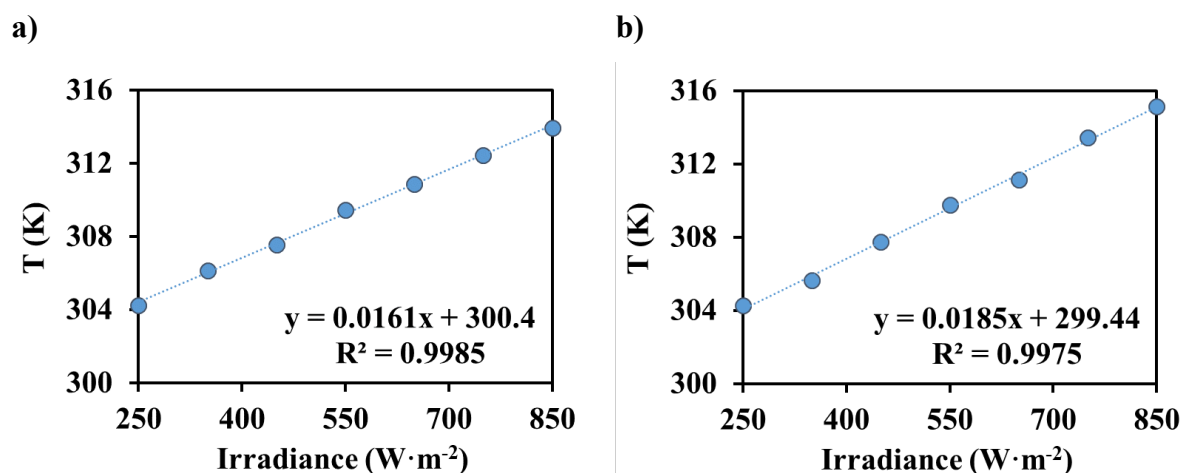 a)
316
312
308
304
300
T (K)
y = 0.0161x + 300.4
R² = 0.9985
250 400 550 700 850
Irradiance (W·m⁻²)
b)
316
312
308
304
300
T (K)
y = 0.0185x + 299.44
R² = 0.9975
250 400 550 700 850
Irradiance (W·m⁻²)